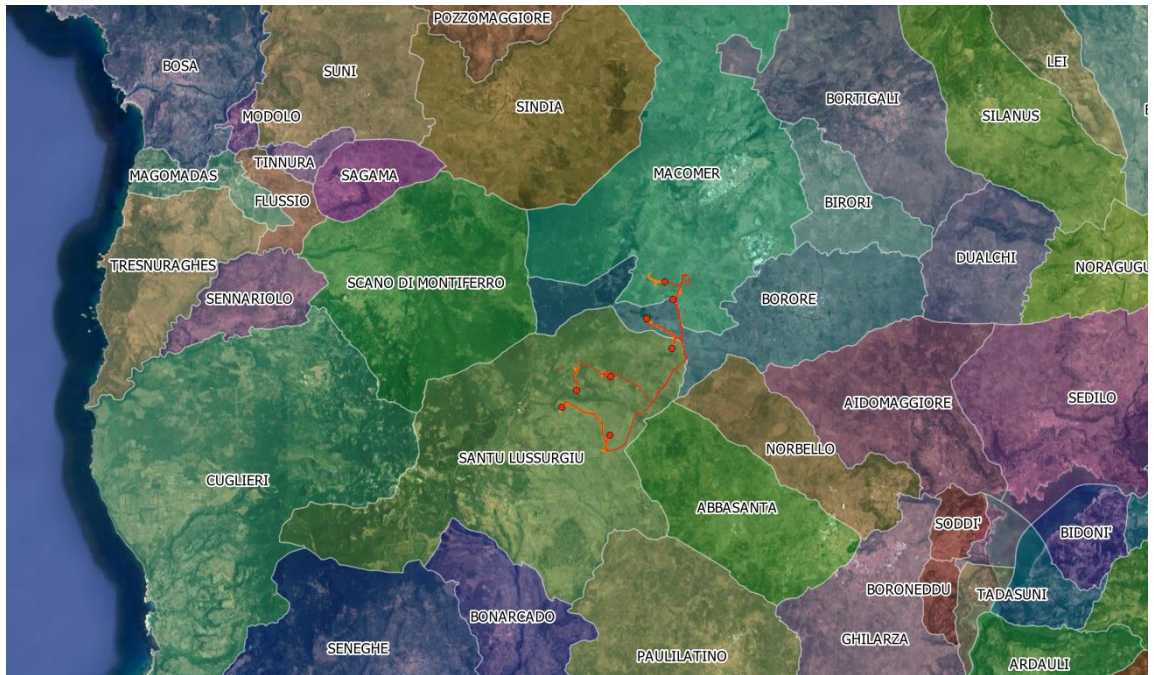 POZZOMAGGIORE
BOSA
SUNI
LEI
BORTIGALI
SINDIA
SILANUS
MODOLO
TINNURA
MAGOMADAS
SAGAMA
MACOMER
FLUSSIO
BIRORI
DUALCHI
TRESNURAGHES
NORAGUGU
SCANO DI MONTIFERRO
SENNARIOLO
BORORE
SEDILO
AIDOMAGGIORE
NORBELLO
SANTU LUSSURGIU
CUGLIERI
ABBASANTA
SODDI'
BIDONI'
BORONEDDU
TADASUNI
BONARCADO
GHILARZA
SENEGHE
PAULILATINO
ARDAULI